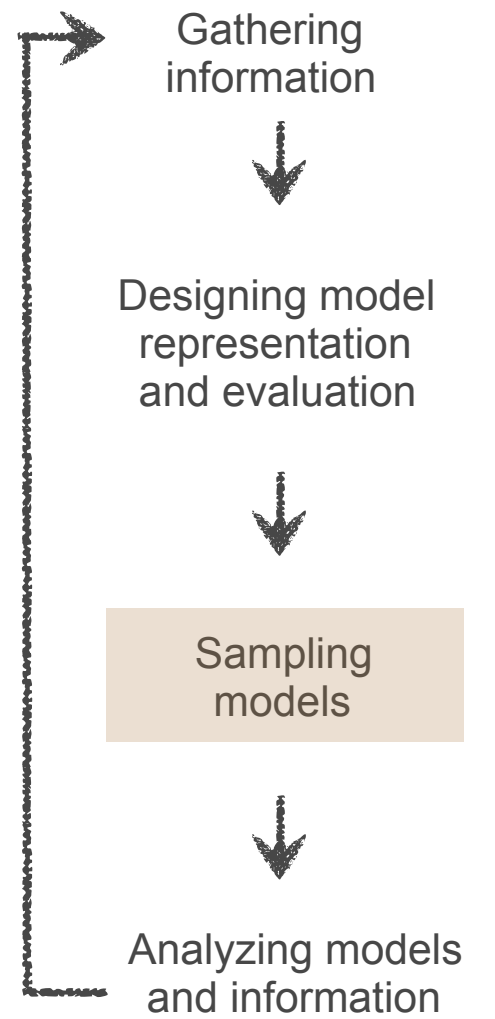 Gathering
information
Designing model
representation
and evaluation
Sampling
models
Analyzing models
and information